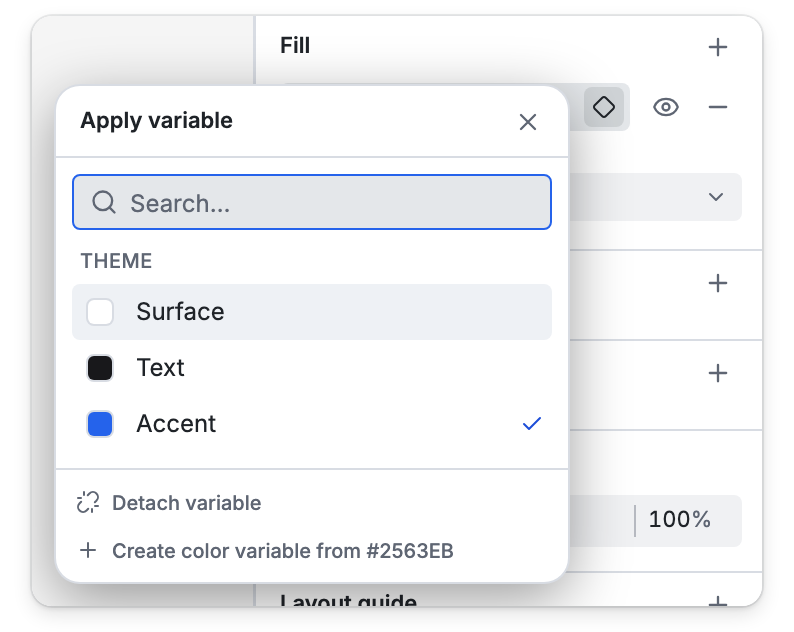 Fill
Apply variable
Search...
THEME
Surface
Text
Accent
Detach variable
100%
Create color variable from #2563EB
Layout guide